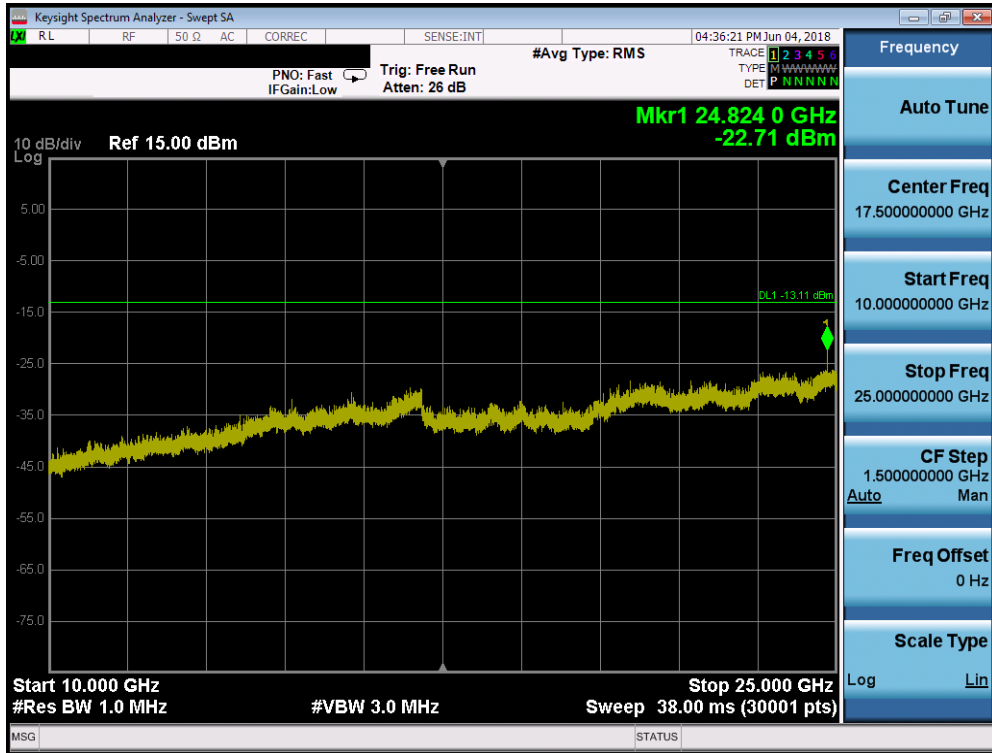 Keysight Spectrum Analyzer - Swept SA
LXI RL RF 50 Ω AC CORREC SENSE:INT 04:36:21 PM Jun 04, 2018
#Avg Type: RMS
TRACE 1 2 3 4 5 6
TYPE M W W W W W
DET P N N N N N
PNO: Fast
IFGain:Low
Trig: Free Run
Atten: 26 dB
Mkr1 24.824 0 GHz
-22.71 dBm
10 dB/div
Log
Ref 15.00 dBm
5.00
-5.00
DL1 -13.11 dBm
-15.0
1
-25.0
-35.0
-45.0
-55.0
-65.0
-75.0
Start 10.000 GHz
Stop 25.000 GHz
#Res BW 1.0 MHz
#VBW 3.0 MHz
Sweep 38.00 ms (30001 pts)
MSG
STATUS
Frequency
Auto Tune
Center Freq
17.500000000 GHz
Start Freq
10.000000000 GHz
Stop Freq
25.000000000 GHz
CF Step
1.500000000 GHz
Auto Man
Freq Offset
0 Hz
Scale Type
Log Lin